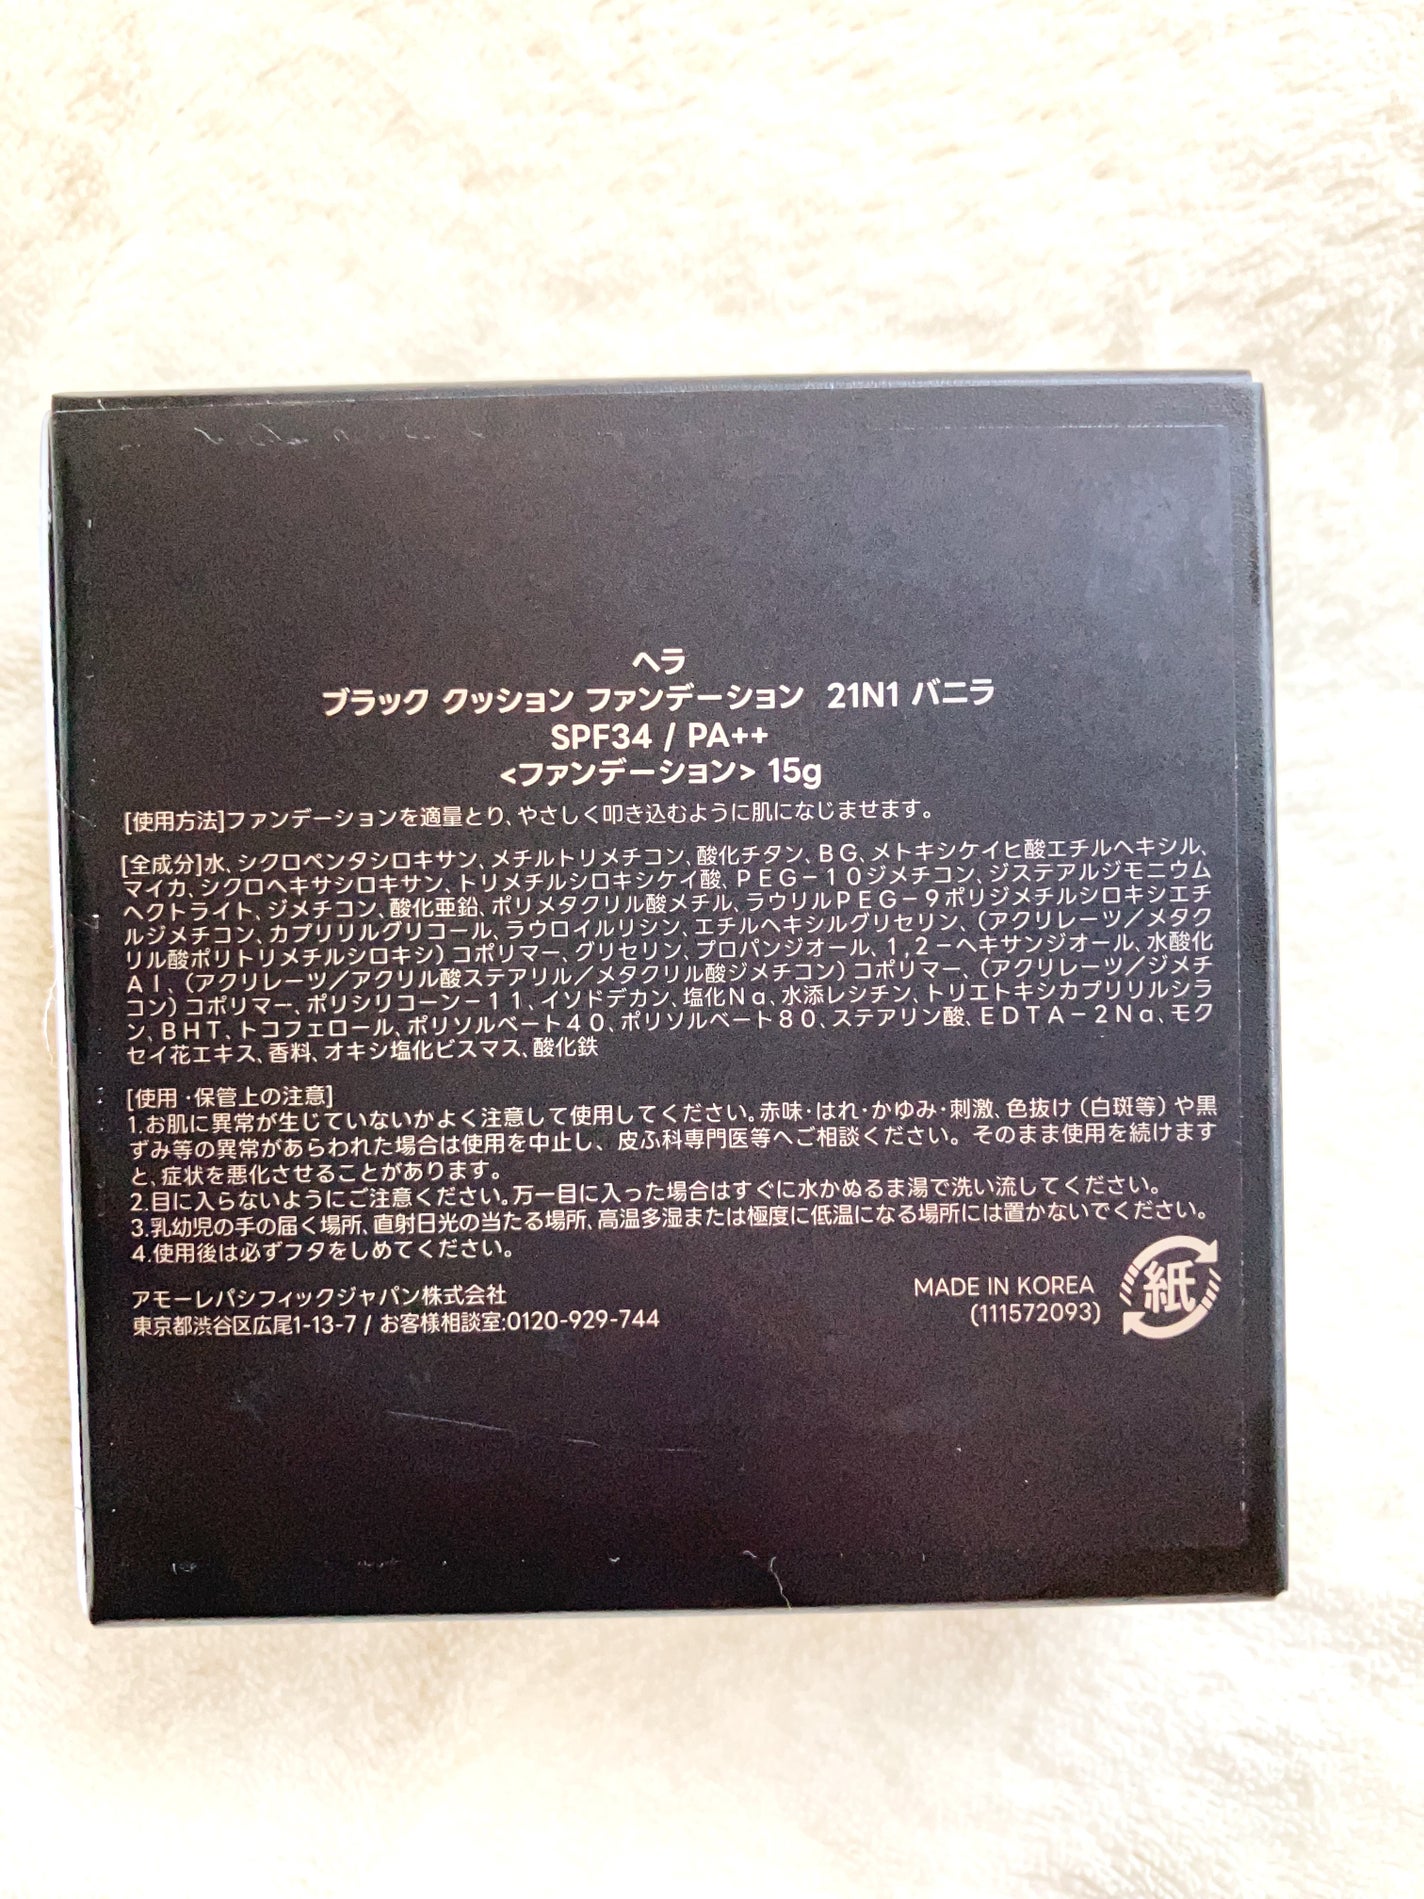 ヘラ
ブラック クッション ファンデーション 21N1 バニラ
SPF34 / PA++
<ファンデーション> 15g
[使用方法]ファンデーションを適量とり、やさしく叩き込むように肌になじませます。
[全成分]水、シクロペンタシロキサン、メチルトリメチコン、酸化チタン、BG、メトキシケイヒ酸エチルヘキシル、
マイカ、シクロヘキサシロキサン、トリメチルシロキシケイ酸、PEG－10ジメチコン、ジステアルジモニウム
ヘクトライト、ジメチコン、酸化亜鉛、ポリメタクリル酸メチル、ラウリルPEG－9ポリジメチルシロキシエチ
ルジメチコン、カプリリルグリコール、ラウロイルリシン、エチルヘキシルグリセリン、（アクリレーツ／メタク
リル酸ポリトリメチルシロキシ）コポリマー、グリセリン、プロパンジオール、1,2－ヘキサンジオール、水酸化
Al、（アクリレーツ／アクリル酸ステアリル／メタクリル酸ジメチコン）コポリマー、（アクリレーツ／ジメチ
コン）コポリマー、ポリシリコーン－11、イソドデカン、塩化Na、水添レシチン、トリエトキシカプリリルシラ
ン、BHT、トコフェロール、ポリソルベート40、ポリソルベート80、ステアリン酸、EDTA－2Na、モク
セイ花エキス、香料、オキシ塩化ビスマス、酸化鉄
[使用・保管上の注意]
1.お肌に異常が生じていないかよく注意して使用してください。赤味・はれ・かゆみ・刺激、色抜け（白斑等）や黒
ずみ等の異常があらわれた場合は使用を中止し、皮ふ科専門医等へご相談ください。そのまま使用を続けます
と、症状を悪化させることがあります。
2.目に入らないようにご注意ください。万一目に入った場合はすぐに水かぬるま湯で洗い流してください。
3.乳幼児の手の届く場所、直射日光の当たる場所、高温多湿または極度に低温になる場所には置かないでください。
4.使用後は必ずフタをしめてください。
アモーレパシフィックジャパン株式会社
東京都渋谷区広尾1-13-7 / お客様相談室:0120-929-744
MADE IN KOREA
(111572093)
紙